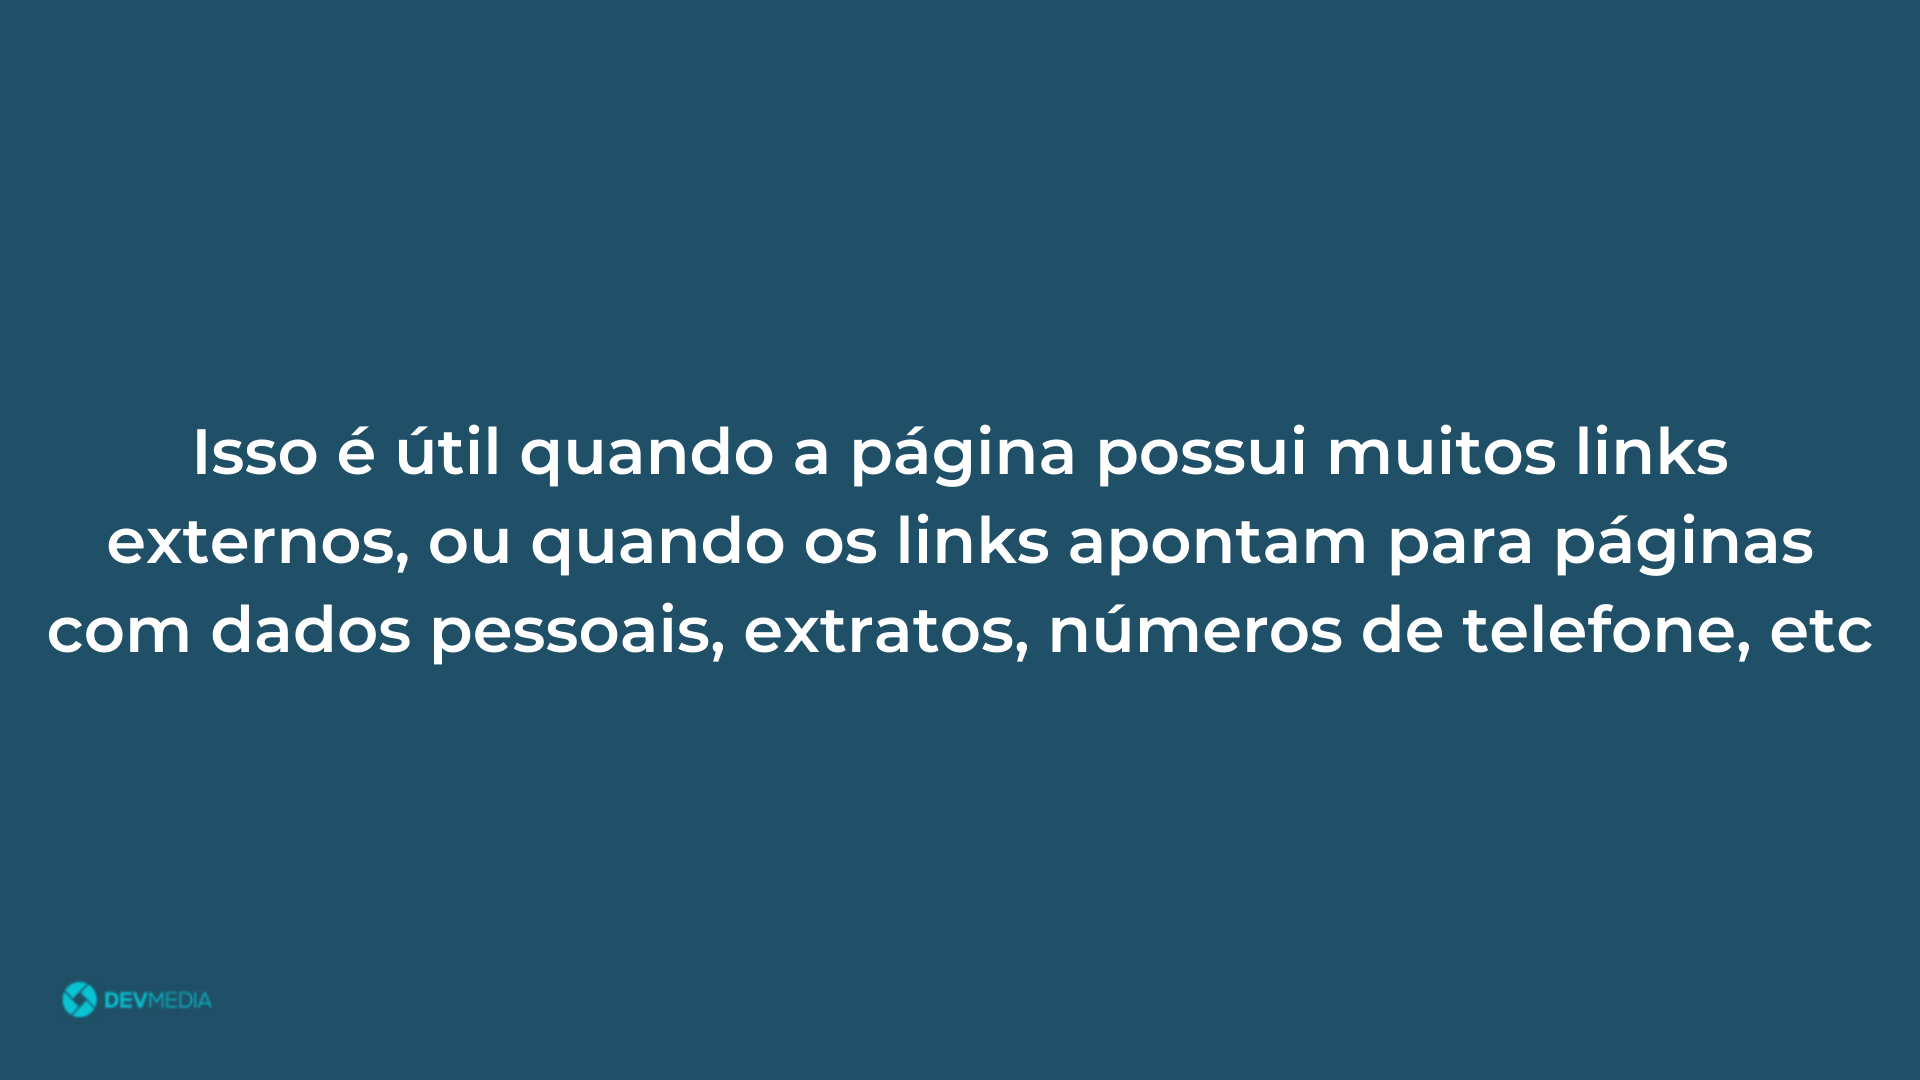 Isso é útil quando a página possui muitos links
externos, ou quando os links apontam para páginas
com dados pessoais, extratos, números de telefone, etc
DEVMEDIA